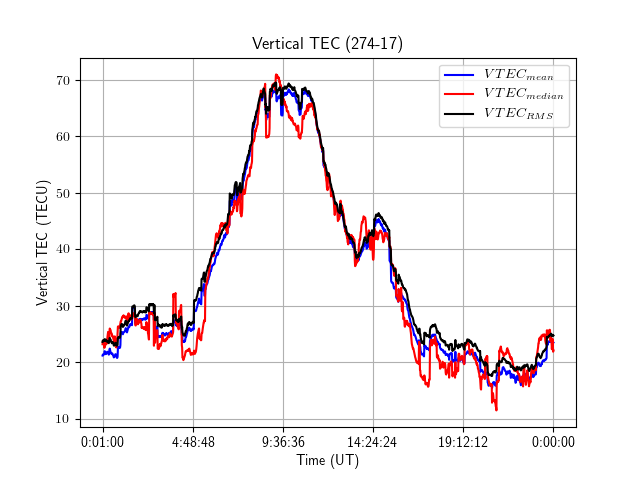 Vertical TEC (274-17)
VTEC_mean
VTEC_median
VTEC_RMS
Vertical TEC (TECU)
70
60
50
40
30
20
10
0:01:00 4:48:48 9:36:36 14:24:24 19:12:12 0:00:00
Time (UT)